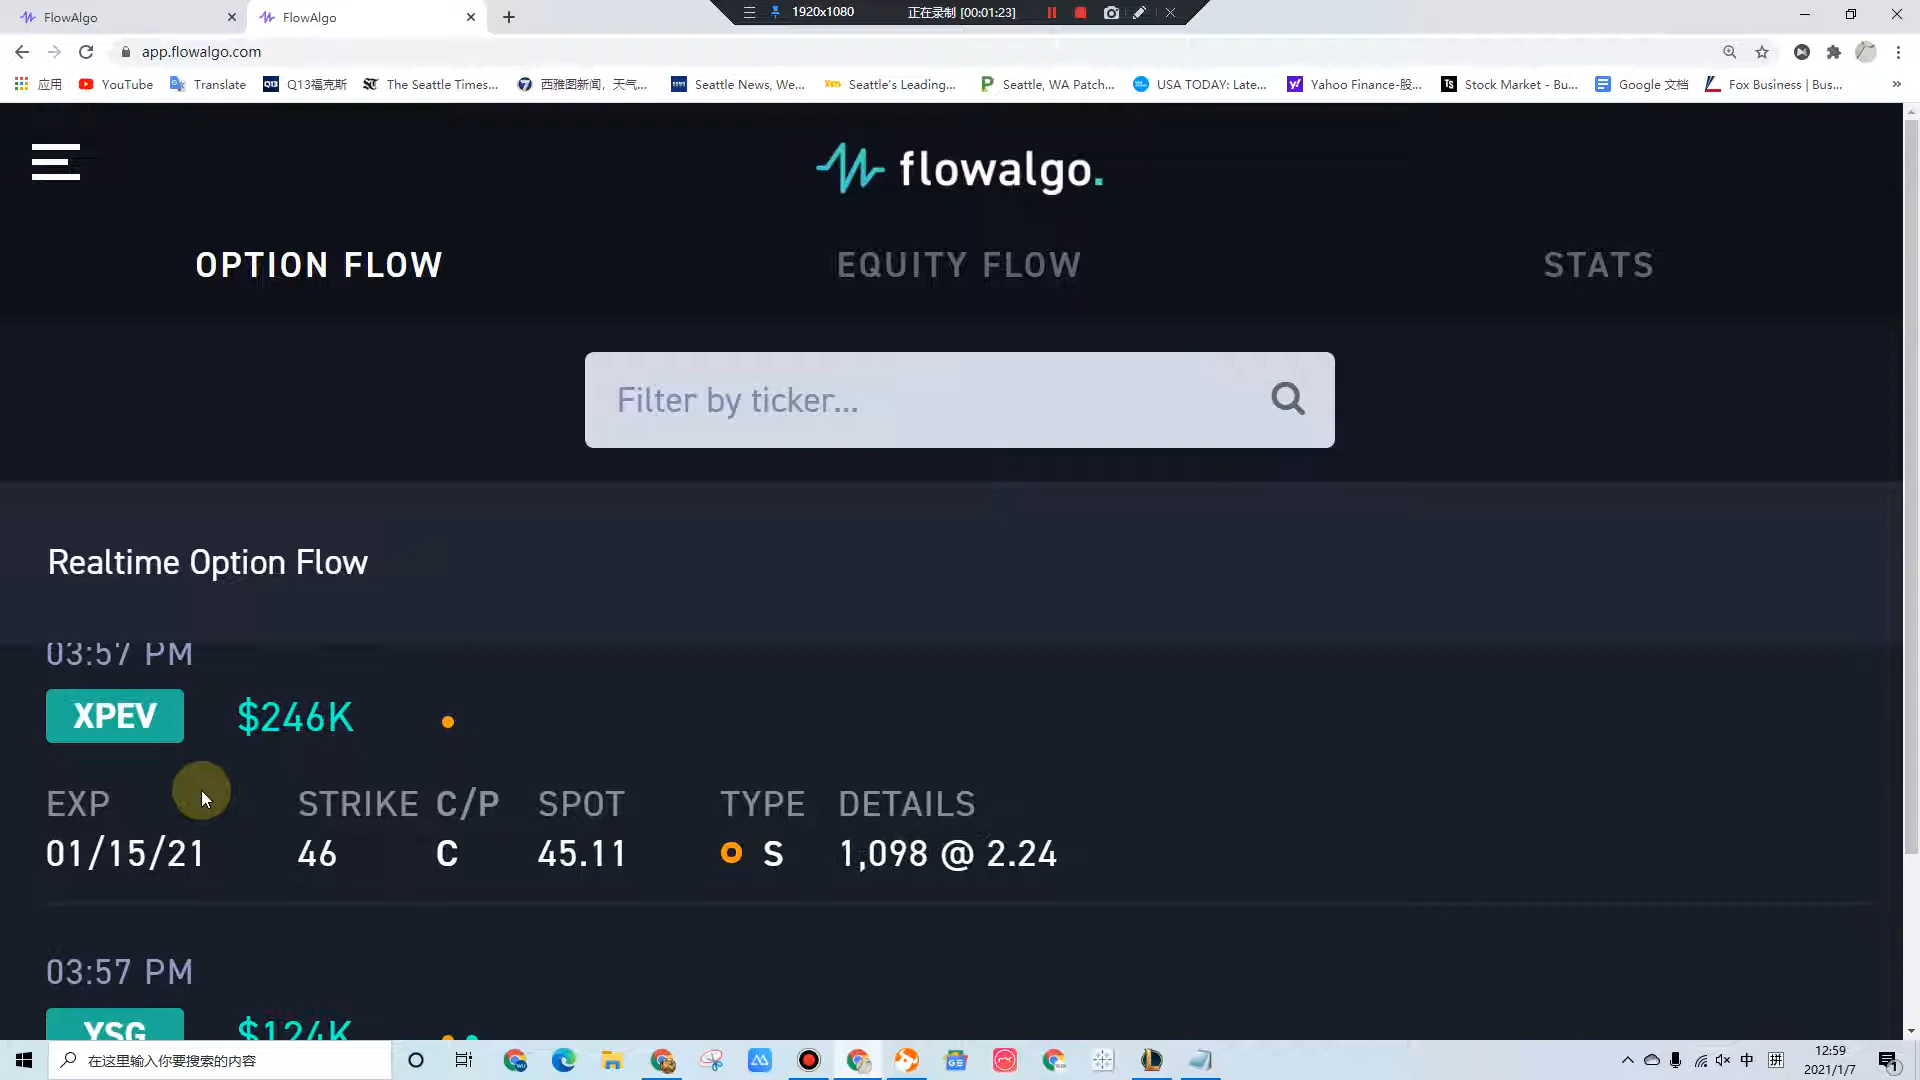 FlowAlgo
FlowAlgo
1920x1080
正在录制 [00:01:23]
app.flowalgo.com
应用
YouTube
Translate
Q13福克斯
The Seattle Times...
西雅图新闻，天气...
Seattle News, We...
Seattle's Leading...
Seattle, WA Patch...
USA TODAY: Late...
Yahoo Finance-股...
Stock Market - Bu...
Google 文档
Fox Business | Bus...
flowalgo.
OPTION FLOW
EQUITY FLOW
STATS
Filter by ticker...
Realtime Option Flow
03:57 PM
XPEV $246K
EXP STRIKE C/P SPOT TYPE DETAILS
01/15/21 46 C 45.11 S 1,098 @ 2.24
03:57 PM
YSG $124K
在这里输入你要搜索的内容
中
拼
12:59
2021/1/7